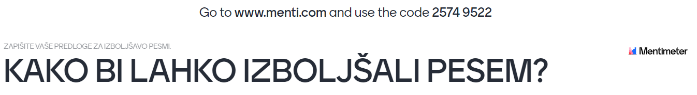 Go to www.menti.com and use the code 2574 9522
ZAPIŠITE VAŠE PREDLOGE ZA IZBOLJŠAVO PESMI.
Mentimeter
KAKO BI LAHKO IZBOLJŠALI PESEM?